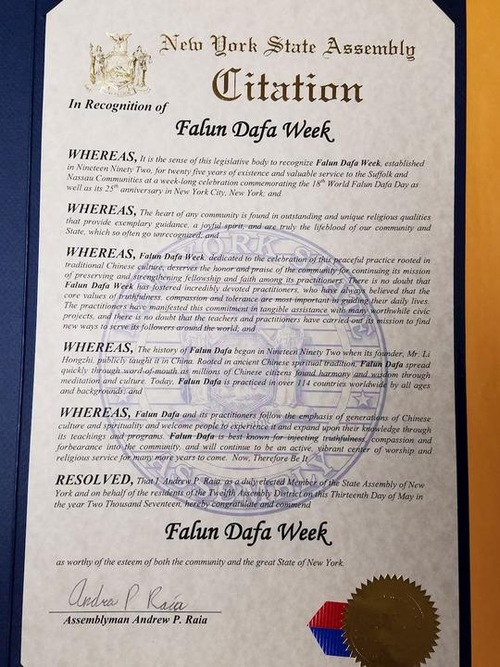 New York State Assembly
Citation
In Recognition of
Falun Dafa Week
WHEREAS, It is the sense of this legislative body to recognize Falun Dafa Week, established
in Nineteen Ninety Two, for twenty five years of existence and valuable service to the Suffolk and
Nassau Communities at a week-long celebration commemorating the 18th World Falun Dafa Day as
well as its 25th anniversary in New York City, New York; and
WHEREAS, The heart of any community is found in outstanding and unique religious qualities
that provide exemplary guidance, a joyful spirit, and are truly the lifeblood of our community and
State, which so often go unrecognized; and
WHEREAS, Falun Dafa Week, dedicated to the celebration of this peaceful practice rooted in
traditional Chinese culture, deserves the honor and praise of the community for continuing its mission
of preserving and strengthening fellowship and faith among its practitioners. There is no doubt that
Falun Dafa Week has fostered incredibly devoted practitioners, who have always believed that the
core values of truthfulness, compassion and tolerance are most important in guiding their daily lives.
The practitioners have manifested this commitment in tangible assistance with many worthwhile civic
projects, and there is no doubt that the teachers and practitioners have carried out its mission to find
new ways to serve its followers around the world; and
WHEREAS, The history of Falun Dafa began in Nineteen Ninety Two when its founder, Mr. Li
Hongzhi, publicly taught it in China. Rooted in ancient Chinese spiritual tradition, Falun Dafa spread
quickly through word-of-mouth as millions of Chinese citizens found harmony and wisdom through
meditation and culture. Today, Falun Dafa is practiced in over 114 countries worldwide by all ages
and backgrounds; and
WHEREAS, Falun Dafa and its practitioners follow the emphasis of generations of Chinese
culture and spirituality and welcome people to experience it and expand upon their knowledge through
its teachings and programs. Falun Dafa is best known for injecting truthfulness, compassion and
forbearance into the community, and will continue to be an active, vibrant center of worship and
religious service for many more years to come. Now, Therefore Be It
RESOLVED, That I, Andrew P. Raia, as a duly elected Member of the State Assembly of New
York and on behalf of the residents of the Twelfth Assembly District on this Thirteenth Day of May in
the year Two Thousand Seventeen, hereby congratulate and commend
Falun Dafa Week
as worthy of the esteem of both the community and the great State of New York.
Andrew P Raia
Assemblyman Andrew P. Raia